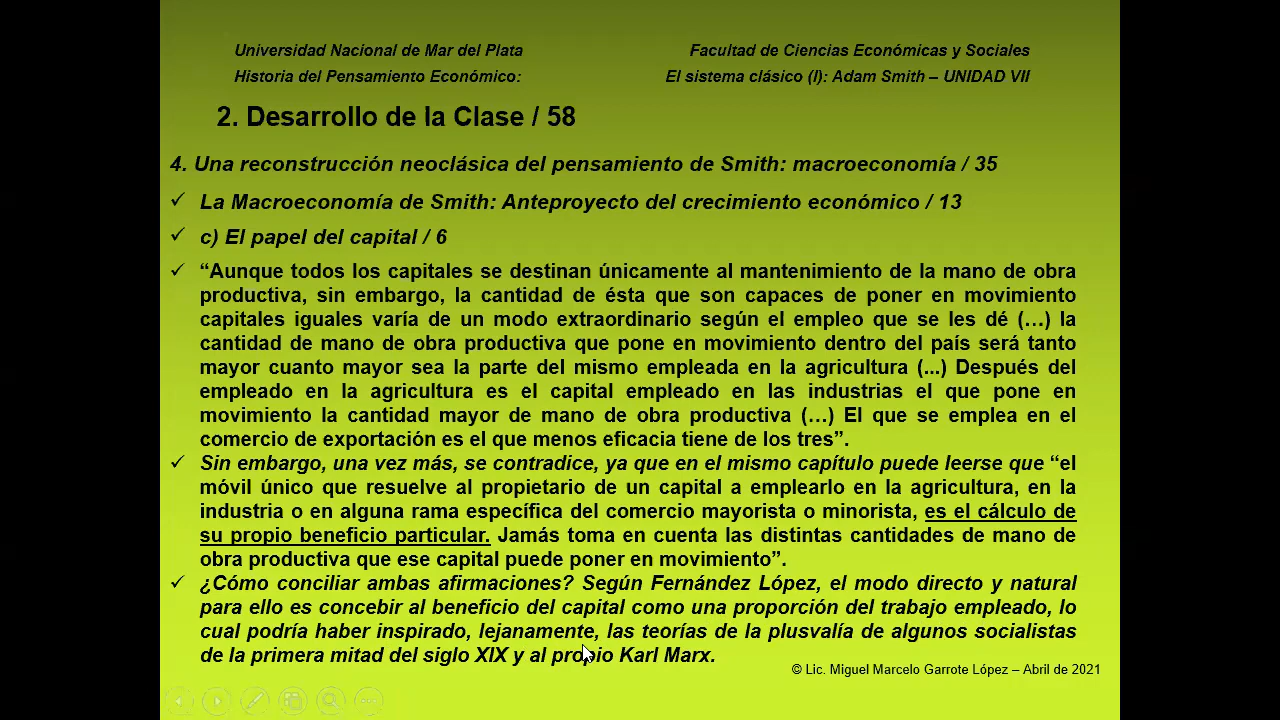 Universidad Nacional de Mar del Plata
Facultad de Ciencias Económicas y Sociales
Historia del Pensamiento Económico:
El sistema clásico (I): Adam Smith – UNIDAD VII
2. Desarrollo de la Clase / 58
4. Una reconstrucción neoclásica del pensamiento de Smith: macroeconomía / 35
✓ La Macroeconomía de Smith: Anteproyecto del crecimiento económico / 13
✓ c) El papel del capital / 6
✓ “Aunque todos los capitales se destinan únicamente al mantenimiento de la mano de obra
productiva, sin embargo, la cantidad de ésta que son capaces de poner en movimiento
capitales iguales varía de un modo extraordinario según el empleo que se les dé (…) la
cantidad de mano de obra productiva que pone en movimiento dentro del país será tanto
mayor cuanto mayor sea la parte del mismo empleada en la agricultura (...) Después del
empleado en la agricultura es el capital empleado en las industrias el que pone en
movimiento la cantidad mayor de mano de obra productiva (…) El que se emplea en el
comercio de exportación es el que menos eficacia tiene de los tres”.
✓ Sin embargo, una vez más, se contradice, ya que en el mismo capítulo puede leerse que “el
móvil único que resuelve al propietario de un capital a emplearlo en la agricultura, en la
industria o en alguna rama específica del comercio mayorista o minorista, es el cálculo de
su propio beneficio particular. Jamás toma en cuenta las distintas cantidades de mano de
obra productiva que ese capital puede poner en movimiento”.
✓ ¿Cómo conciliar ambas afirmaciones? Según Fernández López, el modo directo y natural
para ello es concebir al beneficio del capital como una proporción del trabajo empleado, lo
cual podría haber inspirado, lejanamente, las teorías de la plusvalía de algunos socialistas
de la primera mitad del siglo XIX y al propio Karl Marx.
© Lic. Miguel Marcelo Garrote López – Abril de 2021